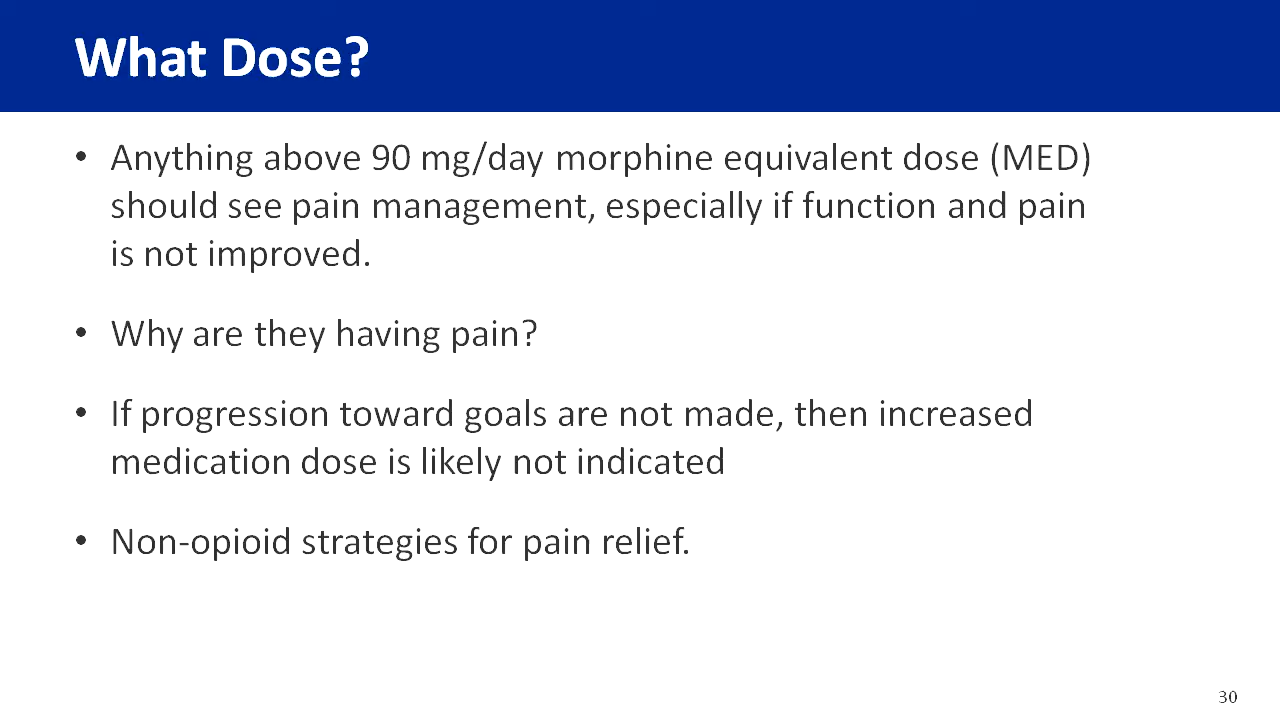 What Dose?
• Anything above 90 mg/day morphine equivalent dose (MED)
should see pain management, especially if function and pain
is not improved.
• Why are they having pain?
• If progression toward goals are not made, then increased
medication dose is likely not indicated
• Non-opioid strategies for pain relief.
30